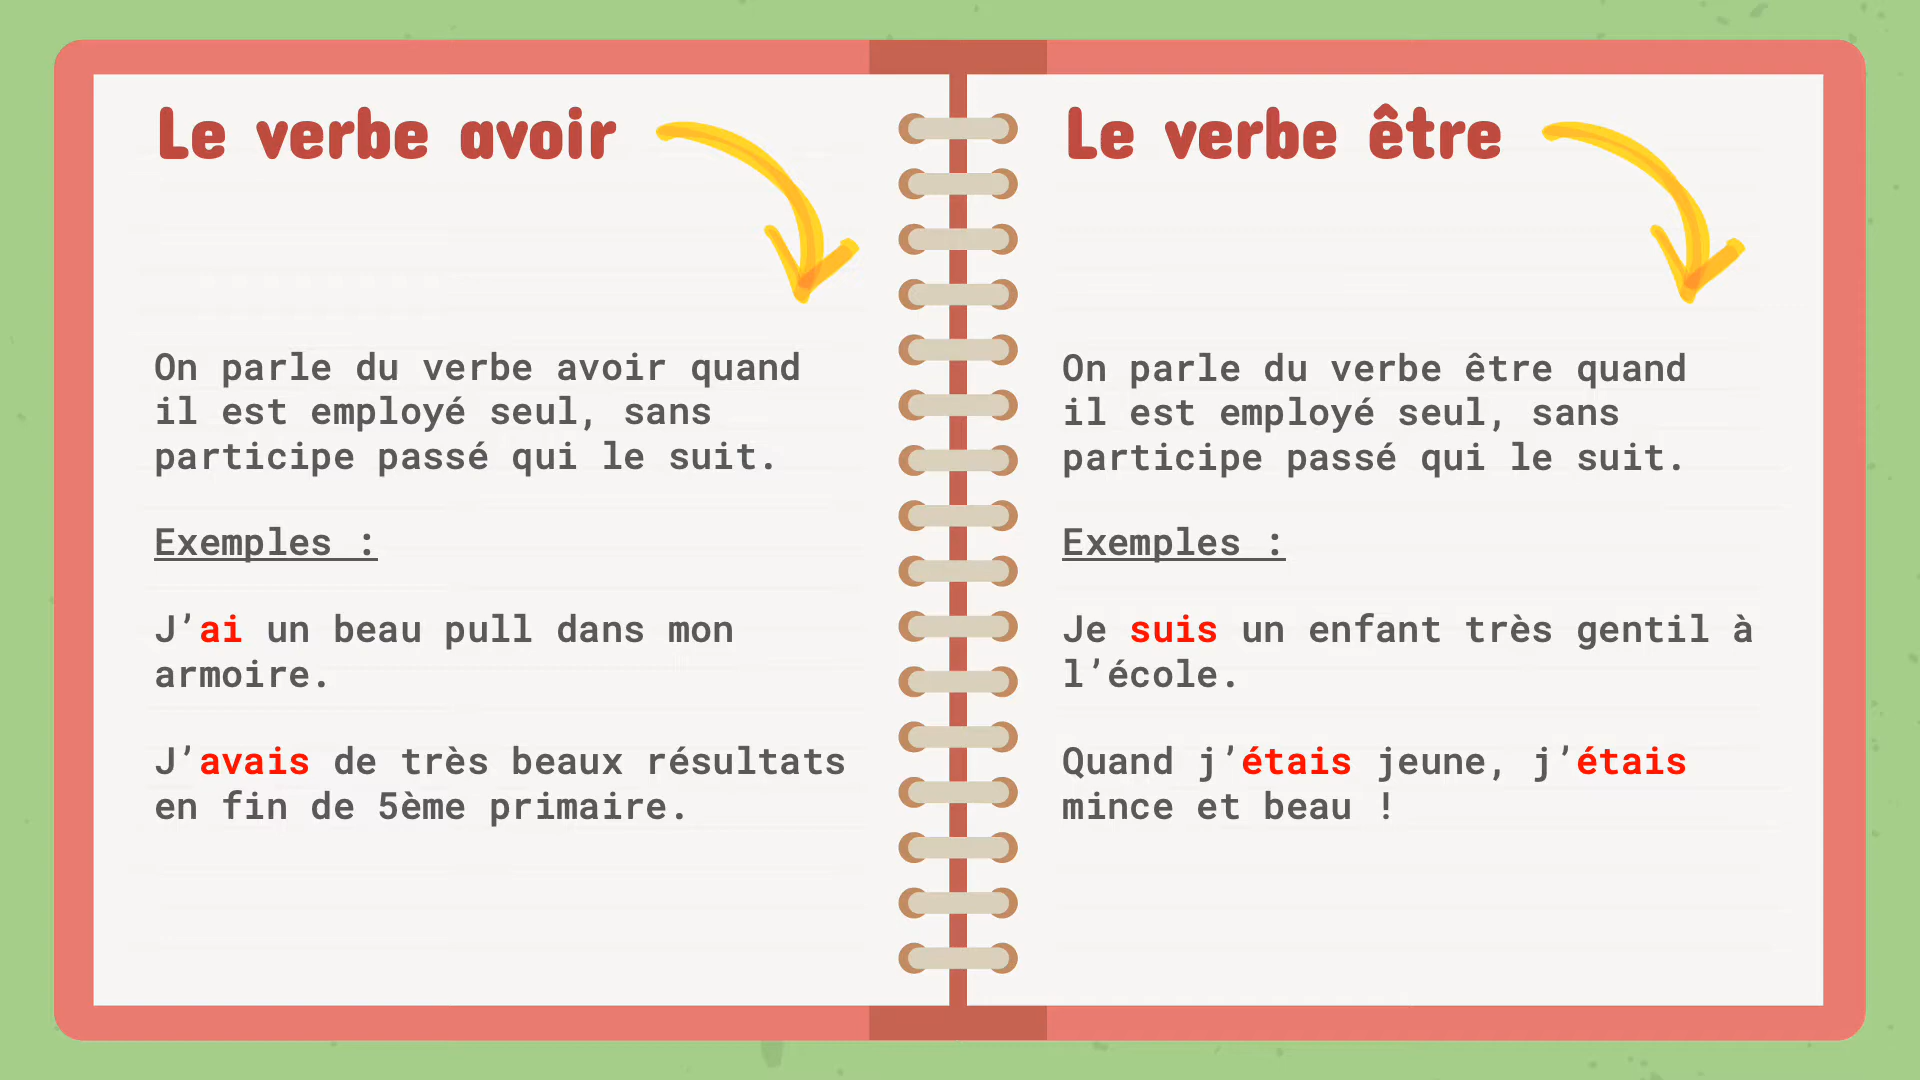 Le verbe avoir
On parle du verbe avoir quand
il est employé seul, sans
participe passé qui le suit.
Exemples :
J’ai un beau pull dans mon
armoire.
J’avais de très beaux résultats
en fin de 5ème primaire.
Le verbe être
On parle du verbe être quand
il est employé seul, sans
participe passé qui le suit.
Exemples :
Je suis un enfant très gentil à
l’école.
Quand j’étais jeune, j’étais
mince et beau !